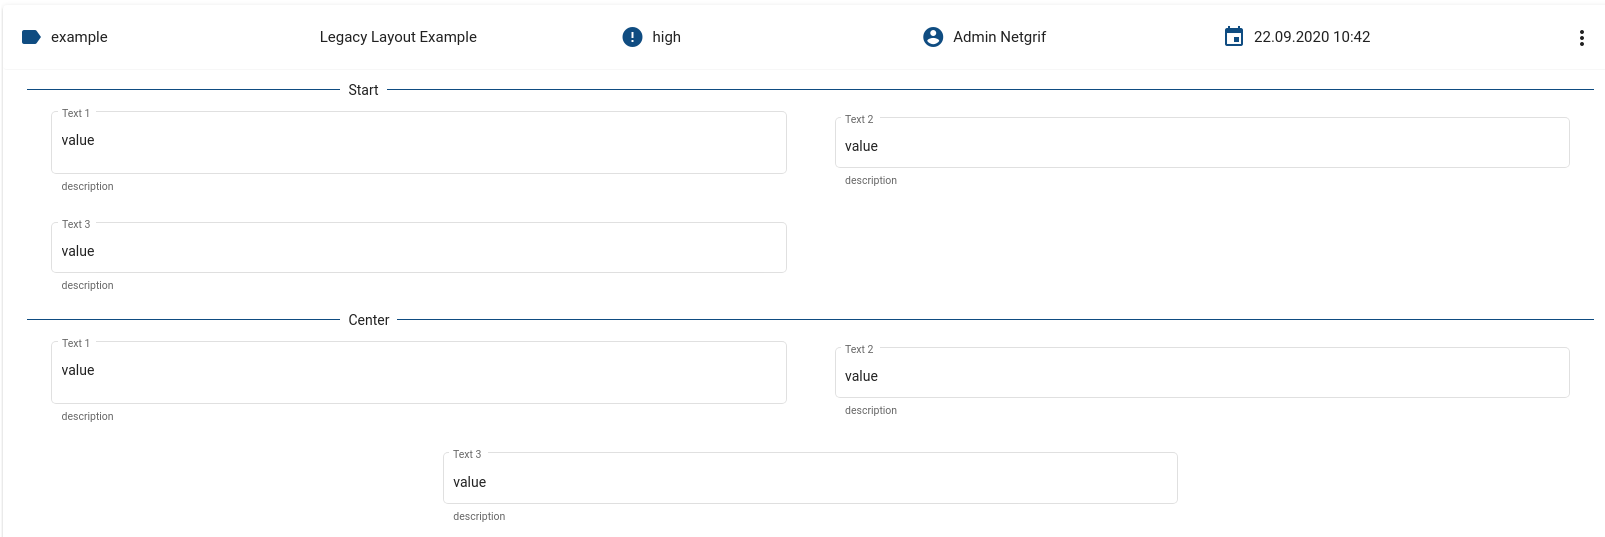 example Legacy Layout Example high Admin Netgrif 22.09.2020 10:42
Start
Text 1 Text 2
value value
description description
Text 3
value
description
Center
Text 1 Text 2
value value
description description
Text 3
value
description